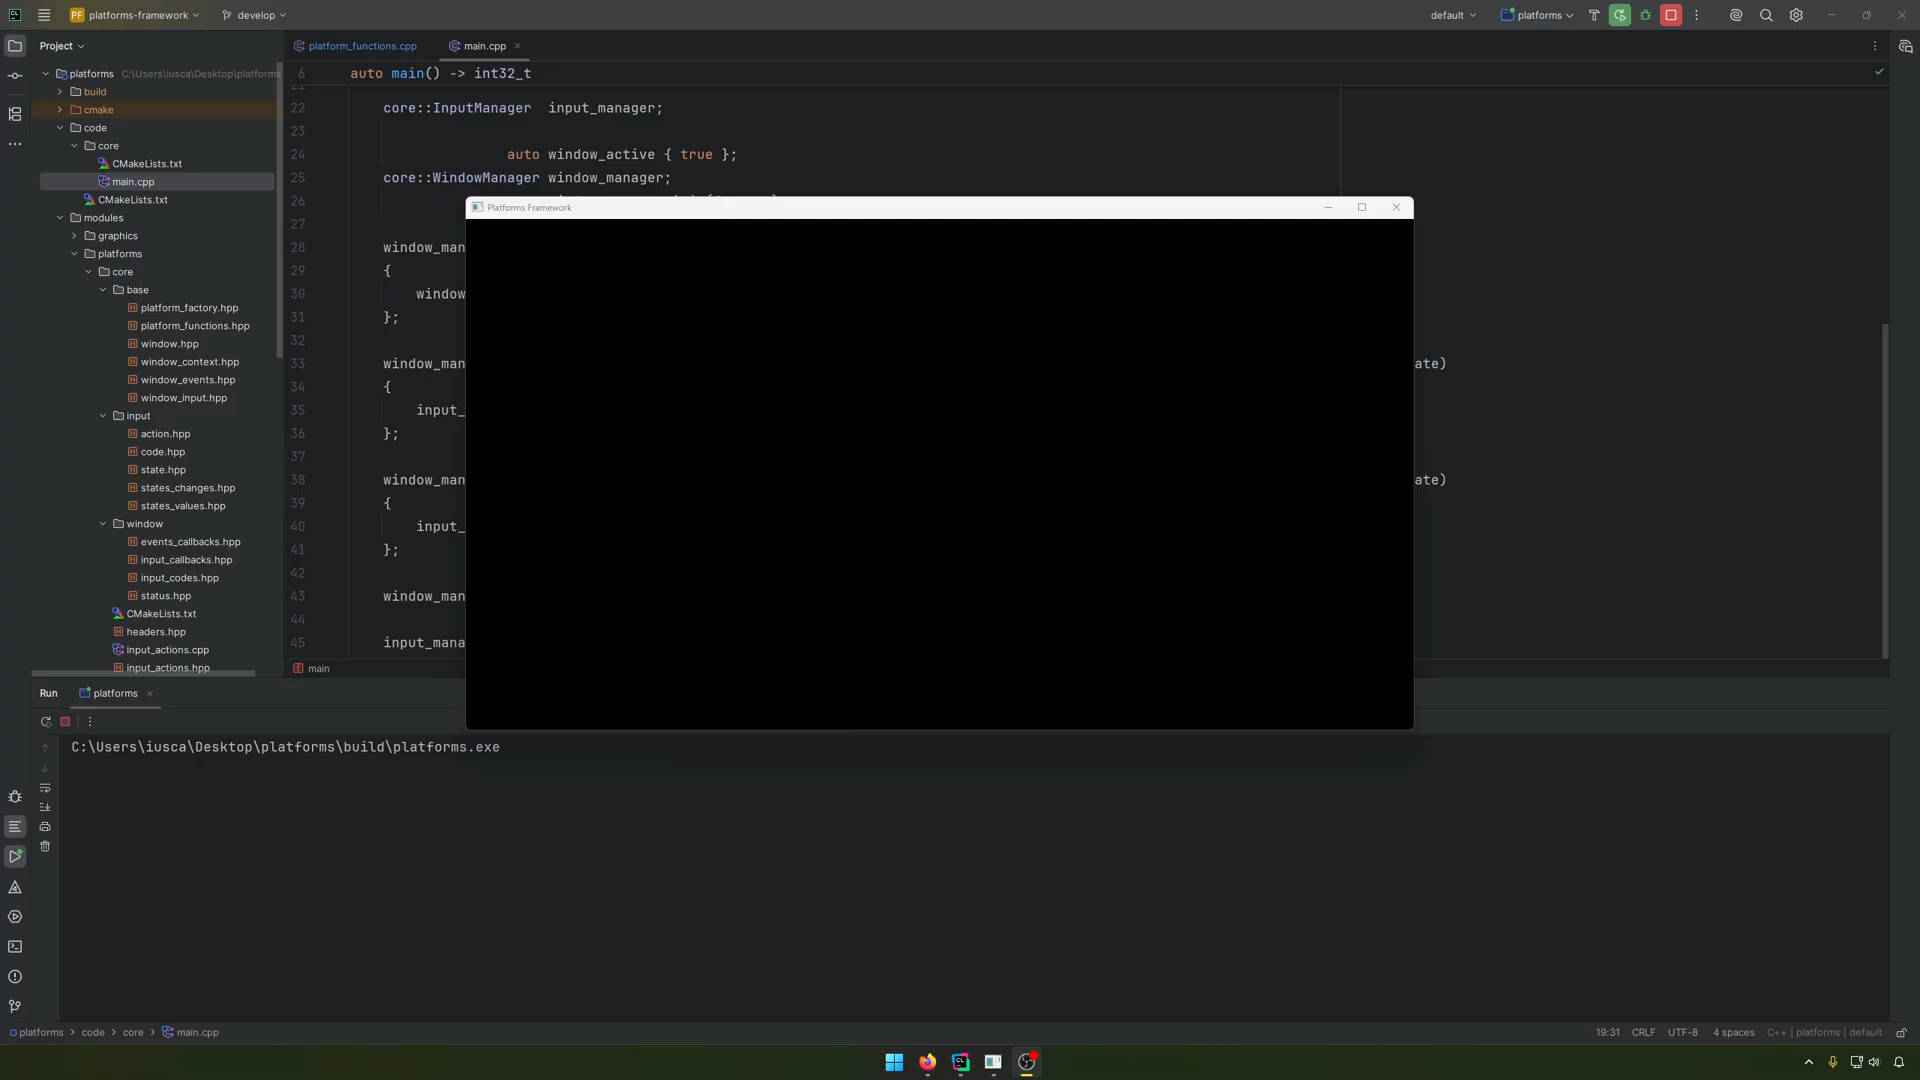 PF platforms-framework
develop
default
platforms
Project
platform_functions.cpp
main.cpp
platforms C:\Users\iusca\Desktop\platforms
build
cmake
code
core
CMakeLists.txt
main.cpp
CMakeLists.txt
modules
graphics
platforms
core
base
platform_factory.hpp
platform_functions.hpp
window.hpp
window_context.hpp
window_events.hpp
window_input.hpp
input
action.hpp
code.hpp
state.hpp
states_changes.hpp
states_values.hpp
window
events_callbacks.hpp
input_callbacks.hpp
input_codes.hpp
status.hpp
CMakeLists.txt
headers.hpp
input_actions.cpp
input_actions.hpp
6 auto main() -> int32_t
22 core::InputManager input_manager;
23
24 auto window_active { true };
25 core::WindowManager window_manager;
26
27
28 window_man
29 {
30 window
31 };
32
33 window_man ate)
34 {
35 input_
36 };
37
38 window_man ate)
39 {
40 input_
41 };
42
43 window_man
44
45 input_mana
Platforms Framework
main
Run platforms
C:\Users\iusca\Desktop\platforms\build\platforms.exe
platforms > code > core > main.cpp
19:31 CRLF UTF-8 4 spaces C++ | platforms | default